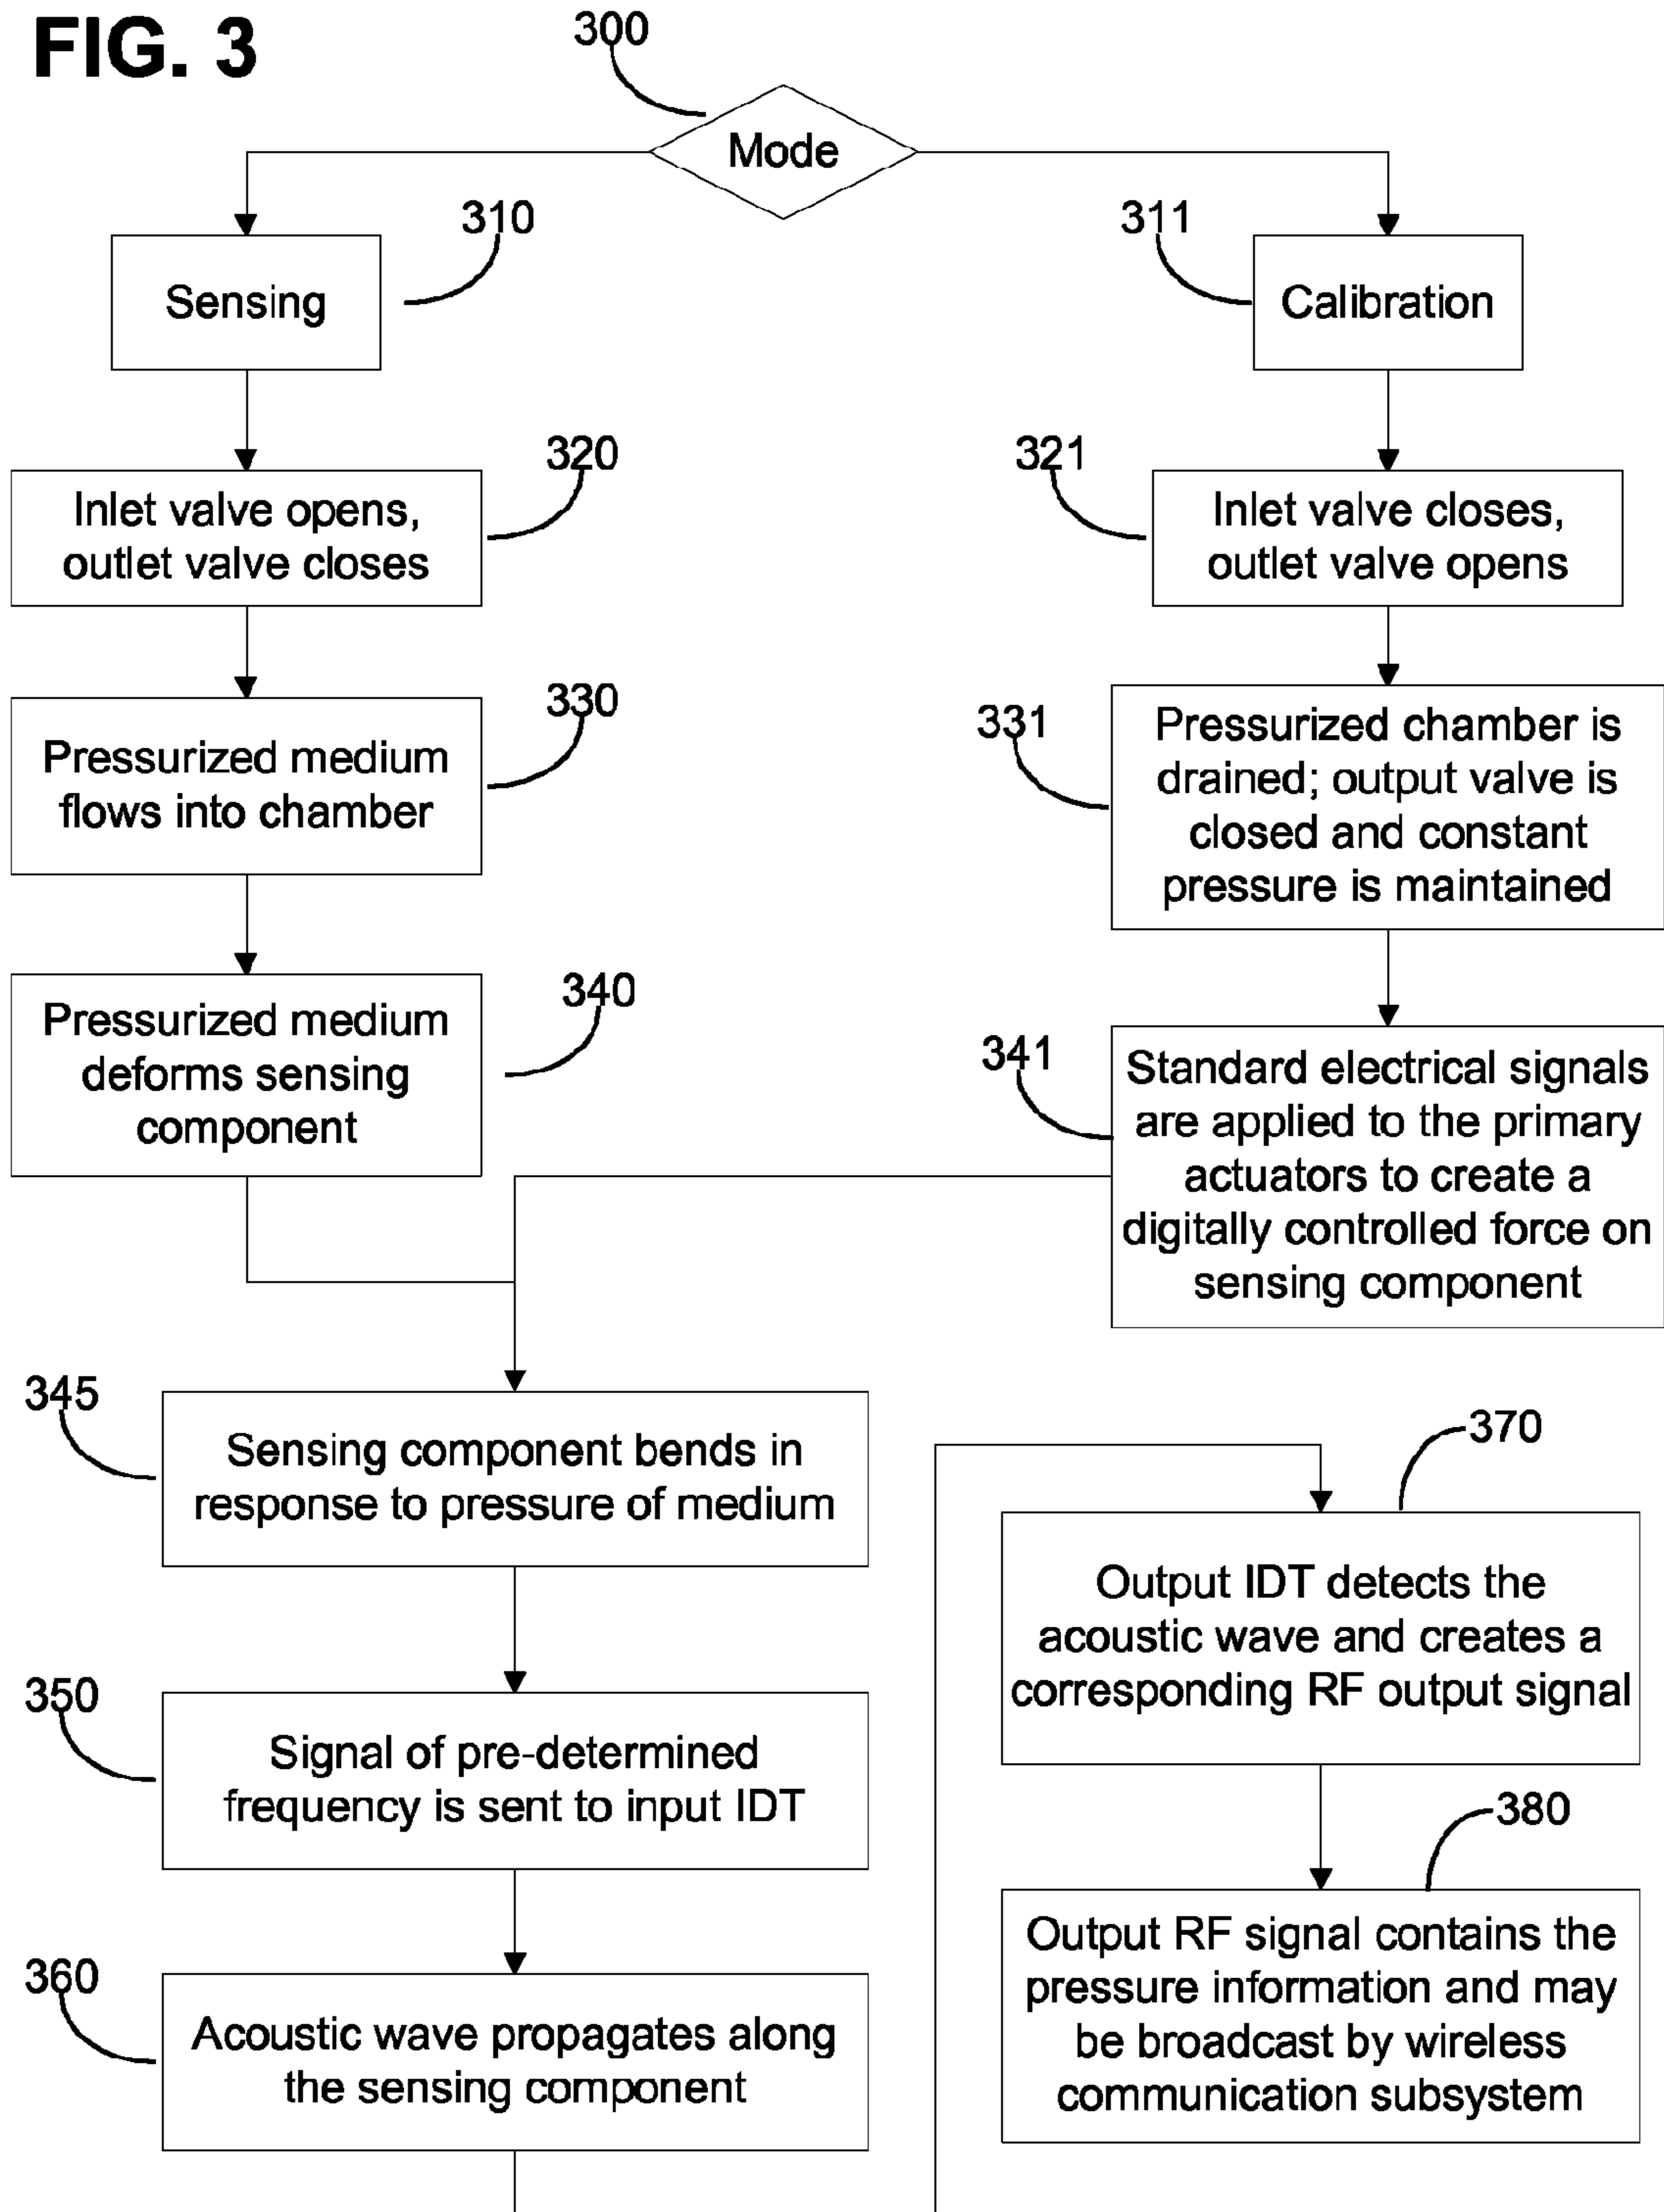 FIG. 3
300
Mode
310
Sensing
311
Calibration
320
Inlet valve opens,
outlet valve closes
321
Inlet valve closes,
outlet valve opens
330
Pressurized medium
flows into chamber
331
Pressurized chamber is
drained; output valve is
closed and constant
pressure is maintained
340
Pressurized medium
deforms sensing
component
341
Standard electrical signals
are applied to the primary
actuators to create a
digitally controlled force on
sensing component
345
Sensing component bends in
response to pressure of medium
350
Signal of pre-determined
frequency is sent to input IDT
360
Acoustic wave propagates along
the sensing component
370
Output IDT detects the
acoustic wave and creates a
corresponding RF output signal
380
Output RF signal contains the
pressure information and may
be broadcast by wireless
communication subsystem